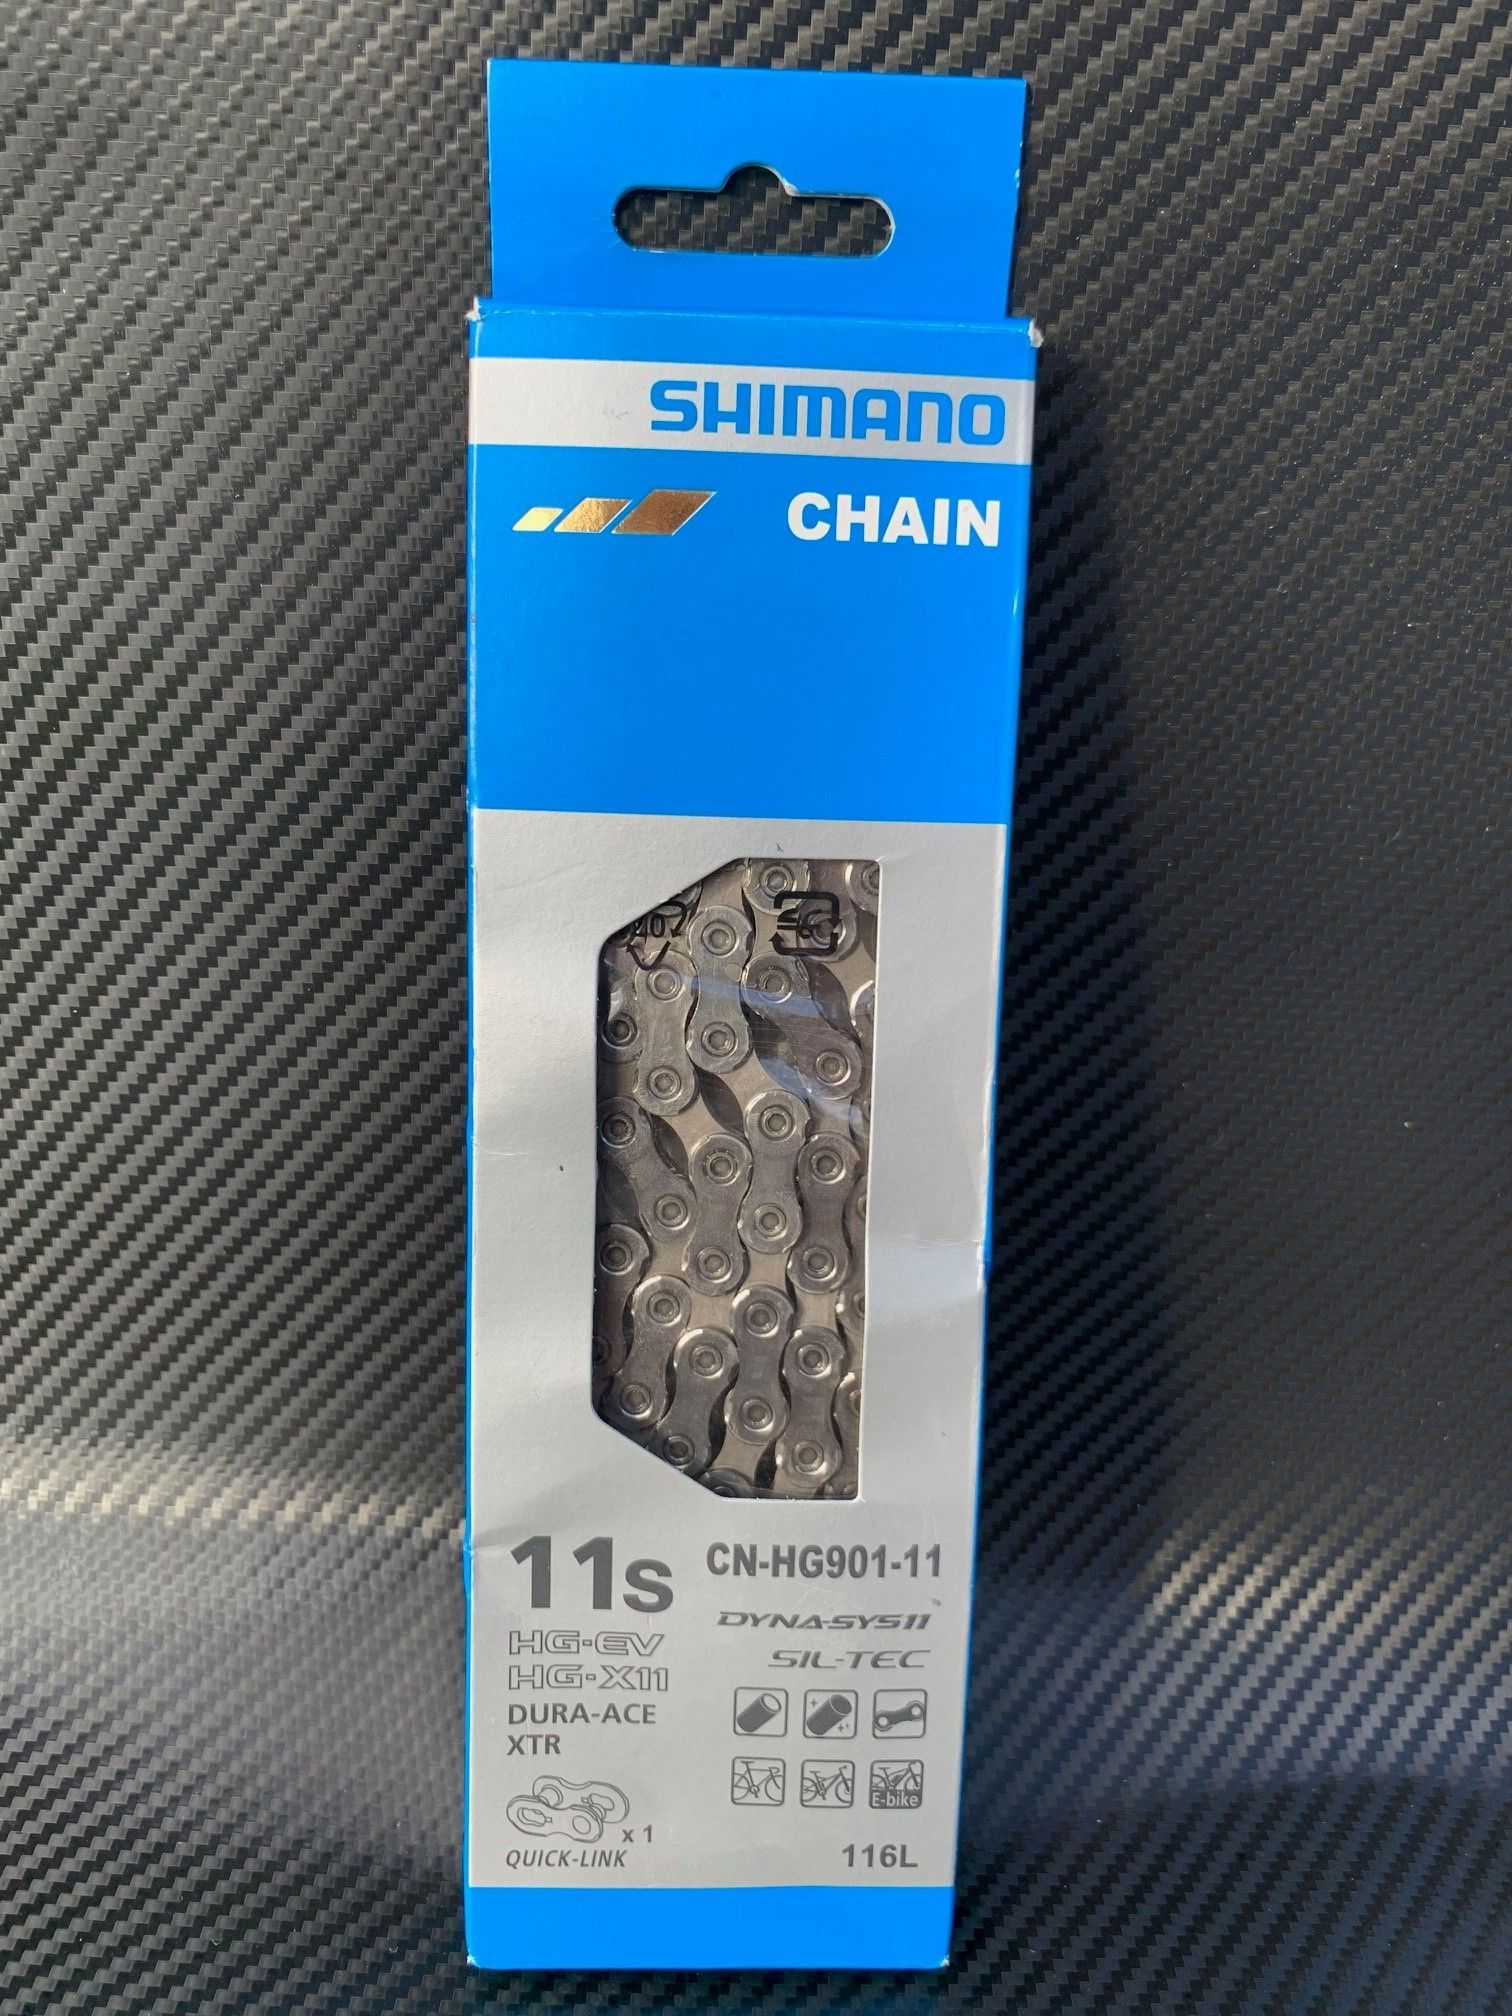 SHIMANO
CHAIN
11s
CN-HG901-11
DYNA-SYS11
SIL-TEC
HG-EV
HG-X11
DURA-ACE
XTR
x 1
QUICK-LINK
E-bike
116L